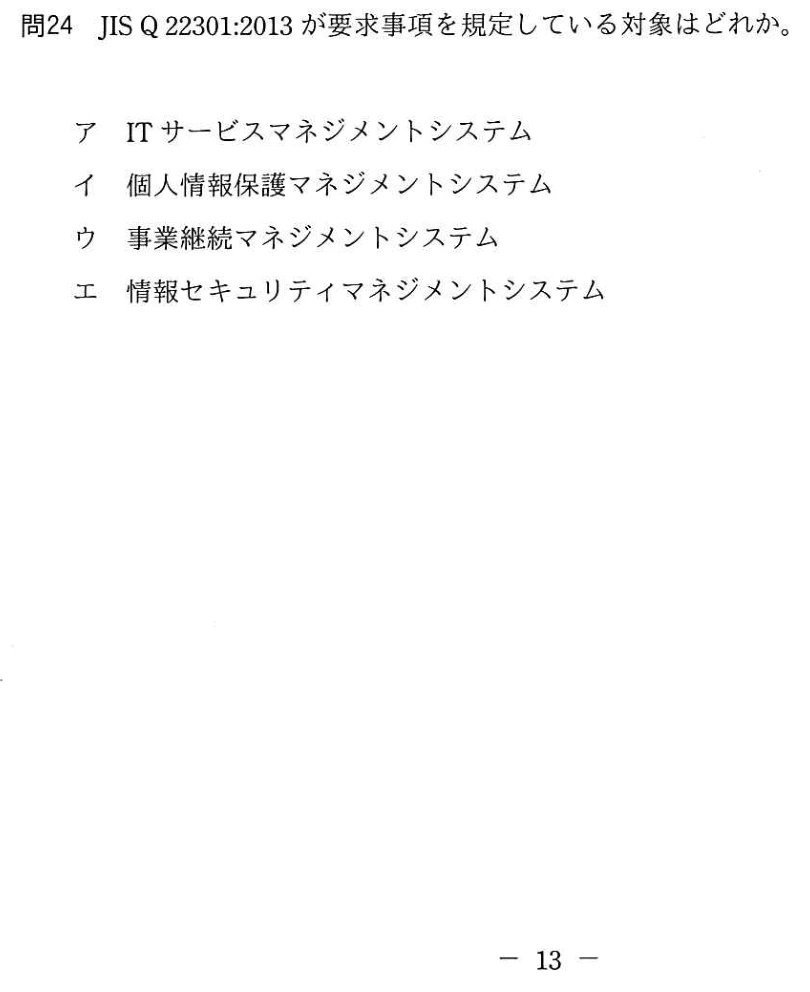 問24 JIS Q 22301:2013 が要求事項を規定している対象はどれか。
ア IT サービスマネジメントシステム
イ 個人情報保護マネジメントシステム
ウ 事業継続マネジメントシステム
エ 情報セキュリティマネジメントシステム
－ 13 －